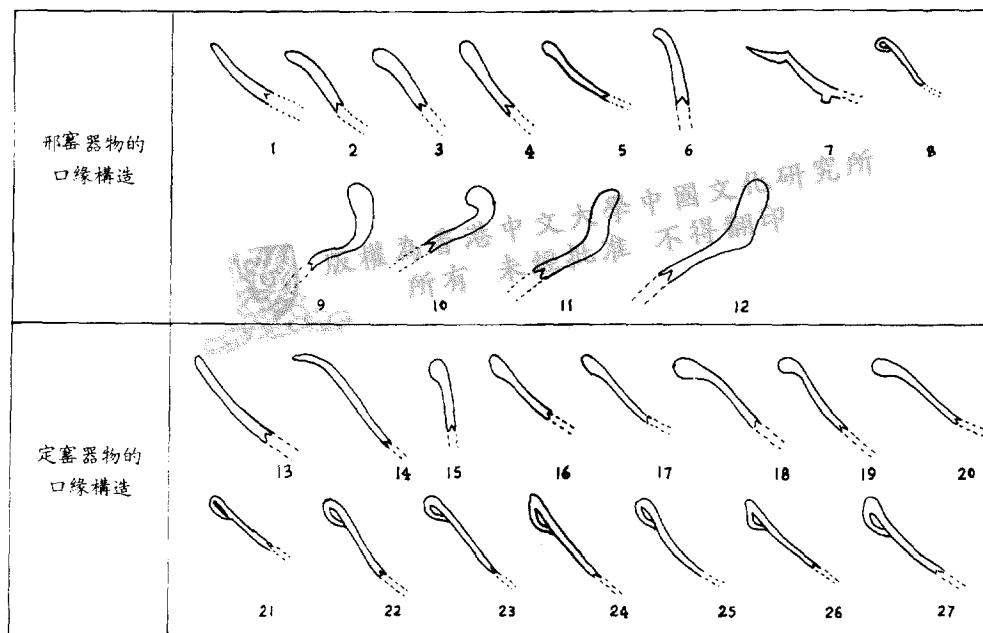 邢窰器物的
口緣構造
1 2 3 4 5 6 7 8
9 10 11 12
版權為香港中文大學中國文化研究所
所有 未經批准 不得翻印
定窰器物的
口緣構造
13 14 15 16 17 18 19 20
21 22 23 24 25 26 27